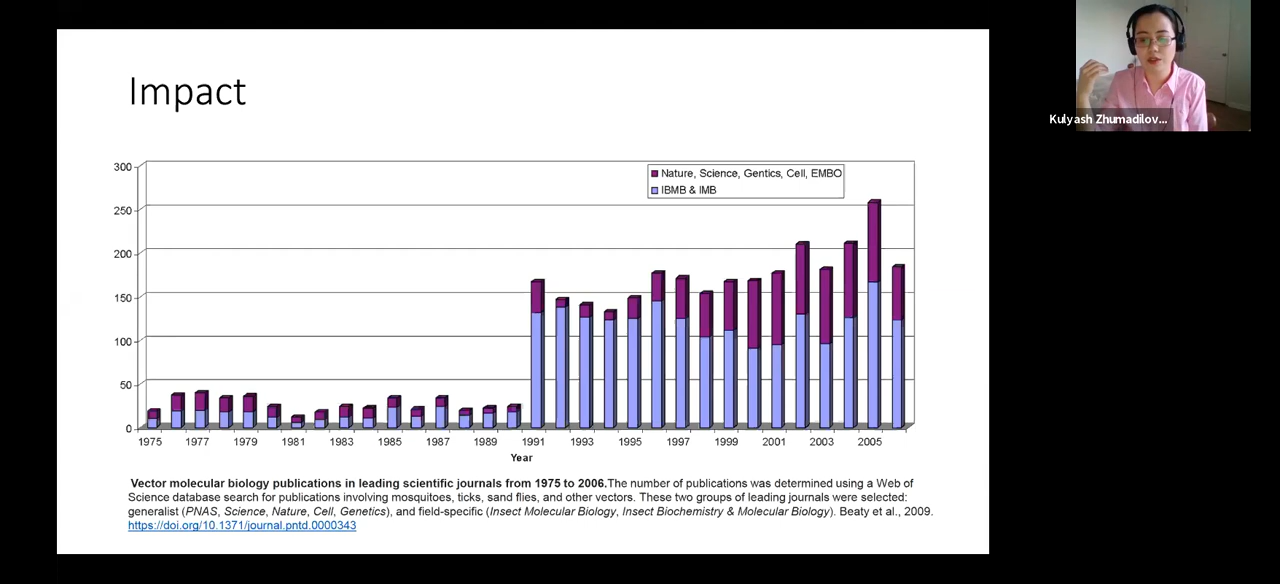 Impact
300
250
200
150
100
50
0
Nature, Science, Gentics, Cell, EMBO
IBMB & IMB
1975 1977 1979 1981 1983 1985 1987 1989 1991 1993 1995 1997 1999 2001 2003 2005
Year
Vector molecular biology publications in leading scientific journals from 1975 to 2006.The number of publications was determined using a Web of
Science database search for publications involving mosquitoes, ticks, sand flies, and other vectors. These two groups of leading journals were selected:
generalist (PNAS, Science, Nature, Cell, Genetics), and field-specific (Insect Molecular Biology, Insect Biochemistry & Molecular Biology). Beaty et al., 2009.
https://doi.org/10.1371/journal.pntd.0000343
Kulyash Zhumadilov...